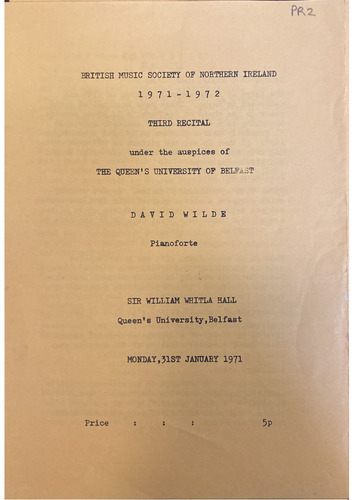 PR2
BRITISH MUSIC SOCIETY OF NORTHERN IRELAND
1971-1972
THIRD RECITAL
under the auspices of
THE QUEEN'S UNIVERSITY OF BELFAST
DAVID WILDE
Pianoforte
SIR WILLIAM WHITLA HALL
Queen's University,Belfast
MONDAY,31ST JANUARY 1971
Price : : : 5p